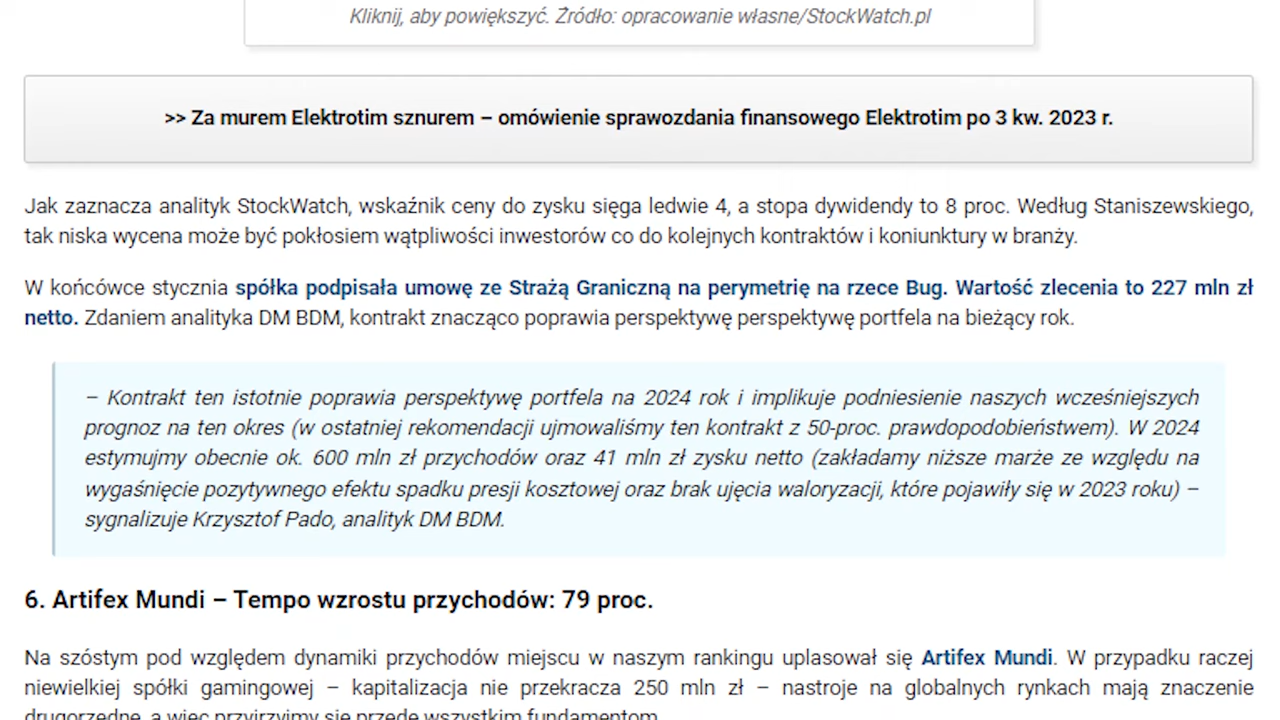 Kliknij, aby powiększyć. Źródło: opracowanie własne/StockWatch.pl
>> Za murem Elektrotim sznurem – omówienie sprawozdania finansowego Elektrotim po 3 kw. 2023 r.
Jak zaznacza analityk StockWatch, wskaźnik ceny do zysku sięga ledwie 4, a stopa dywidendy to 8 proc. Według Staniszewskiego,
tak niska wycena może być pokłosiem wątpliwości inwestorów co do kolejnych kontraktów i koniunktury w branży.
W końcówce stycznia spółka podpisała umowę ze Strażą Graniczną na perymetrię na rzece Bug. Wartość zlecenia to 227 mln zł
netto. Zdaniem analityka DM BDM, kontrakt znacząco poprawia perspektywę perspektywę portfela na bieżący rok.
– Kontrakt ten istotnie poprawia perspektywę portfela na 2024 rok i implikuje podniesienie naszych wcześniejszych
prognoz na ten okres (w ostatniej rekomendacji ujmowaliśmy ten kontrakt z 50-proc. prawdopodobieństwem). W 2024
estymujmy obecnie ok. 600 mln zł przychodów oraz 41 mln zł zysku netto (zakładamy niższe marże ze względu na
wygaśnięcie pozytywnego efektu spadku presji kosztowej oraz brak ujęcia waloryzacji, które pojawiły się w 2023 roku) –
sygnalizuje Krzysztof Pado, analityk DM BDM.
6. Artifex Mundi – Tempo wzrostu przychodów: 79 proc.
Na szóstym pod względem dynamiki przychodów miejscu w naszym rankingu uplasował się Artifex Mundi. W przypadku raczej
niewielkiej spółki gamingowej – kapitalizacja nie przekracza 250 mln zł – nastroje na globalnych rynkach mają znaczenie
drugorzędne, a więc przyjrzyjmy się przede wszystkim fundamentom.